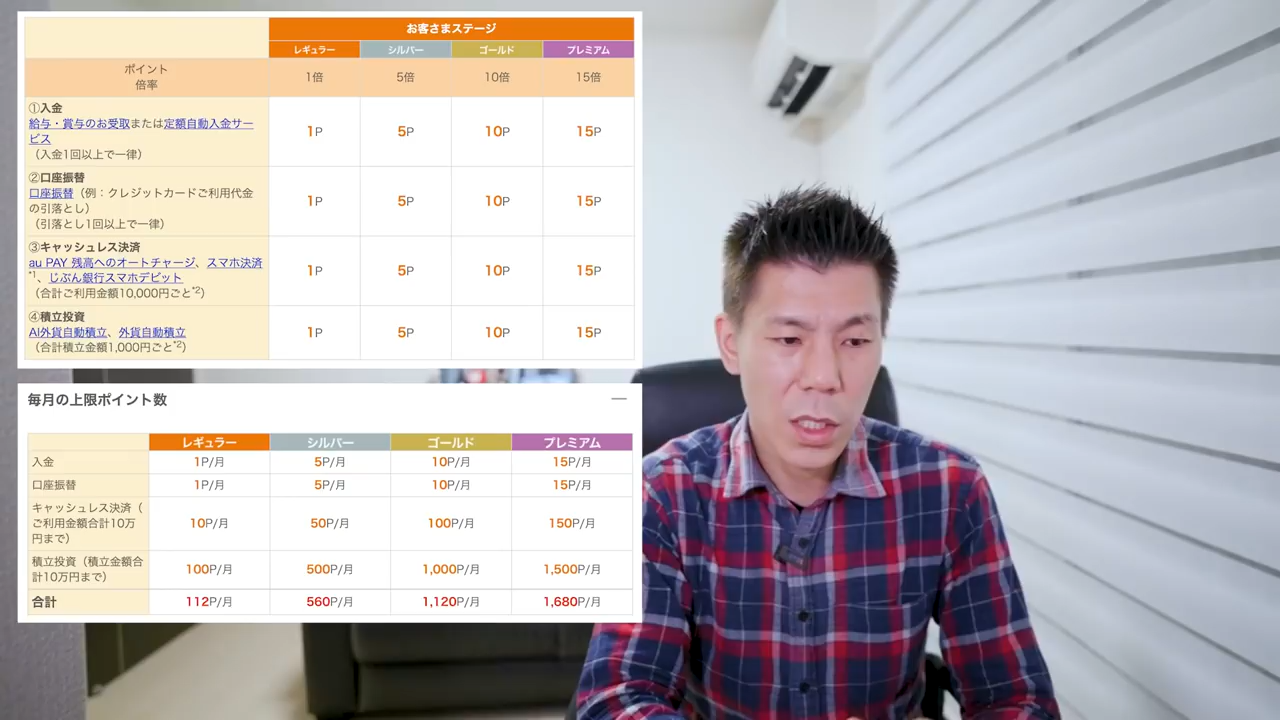 お客さまステージ
レギュラー シルバー ゴールド プレミアム
ポイント
倍率
1倍 5倍 10倍 15倍
①入金
給与・賞与のお受取または定額自動入金サー
ビス
（入金1回以上で一律）
1P 5P 10P 15P
②口座振替
口座振替（例：クレジットカードご利用代金
の引落とし）
（引落とし1回以上で一律）
1P 5P 10P 15P
③キャッシュレス決済
au PAY 残高へのオートチャージ、スマホ決済
*1、じぶん銀行スマホデビット
（合計ご利用金額10,000円ごと*2）
1P 5P 10P 15P
④積立投資
AI外貨自動積立、外貨自動積立
（合計積立金額1,000円ごと*2）
1P 5P 10P 15P
毎月の上限ポイント数
レギュラー シルバー ゴールド プレミアム
入金 1P/月 5P/月 10P/月 15P/月
口座振替 1P/月 5P/月 10P/月 15P/月
キャッシュレス決済（
ご利用金額合計10万
円まで）
10P/月 50P/月 100P/月 150P/月
積立投資（積立金額合
計10万円まで）
100P/月 500P/月 1,000P/月 1,500P/月
合計 112P/月 560P/月 1,120P/月 1,680P/月